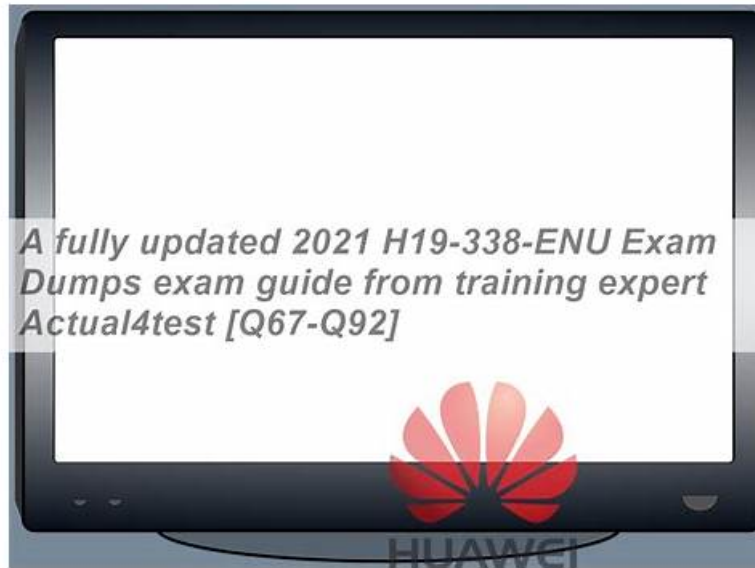 A fully updated 2021 H19-338-ENU Exam
Dumps exam guide from training expert
Actual4test [Q67-Q92]
HUAWEI